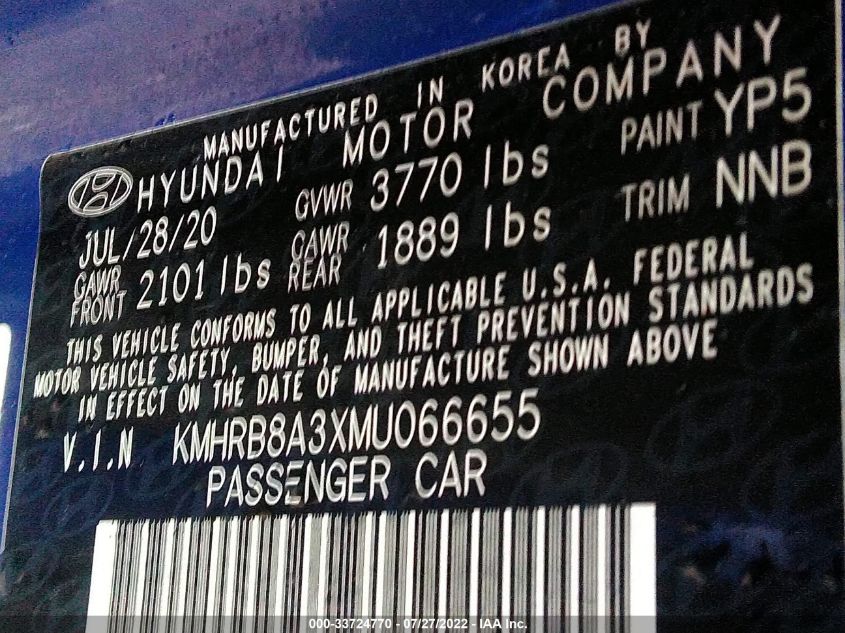 MANUFACTURED IN KOREA BY
HYUNDAI MOTOR COMPANY
JUL/28/20 GVWR 3770 lbs PAINT YP5
GAWR FRONT 2101 lbs GAWR REAR 1889 lbs TRIM NNB
THIS VEHICLE CONFORMS TO ALL APPLICABLE U.S.A. FEDERAL
MOTOR VEHICLE SAFETY, BUMPER, AND THEFT PREVENTION STANDARDS
IN EFFECT ON THE DATE OF MANUFACTURE SHOWN ABOVE
V.I.N KMHRB8A3XMU066655
PASSENGER CAR
000-33724770 - 07/27/2022 - IAA Inc.